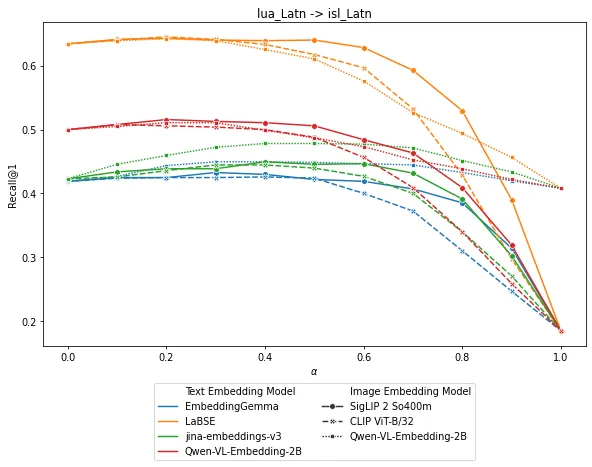 lua_Latn -> isl_Latn
Recall@1
0.6
0.5
0.4
0.3
0.2
0.0 0.2 0.4 0.6 0.8 1.0
α
Text Embedding Model Image Embedding Model
EmbeddingGemma SigLIP 2 So400m
LaBSE CLIP ViT-B/32
jina-embeddings-v3 Qwen-VL-Embedding-2B
Qwen-VL-Embedding-2B